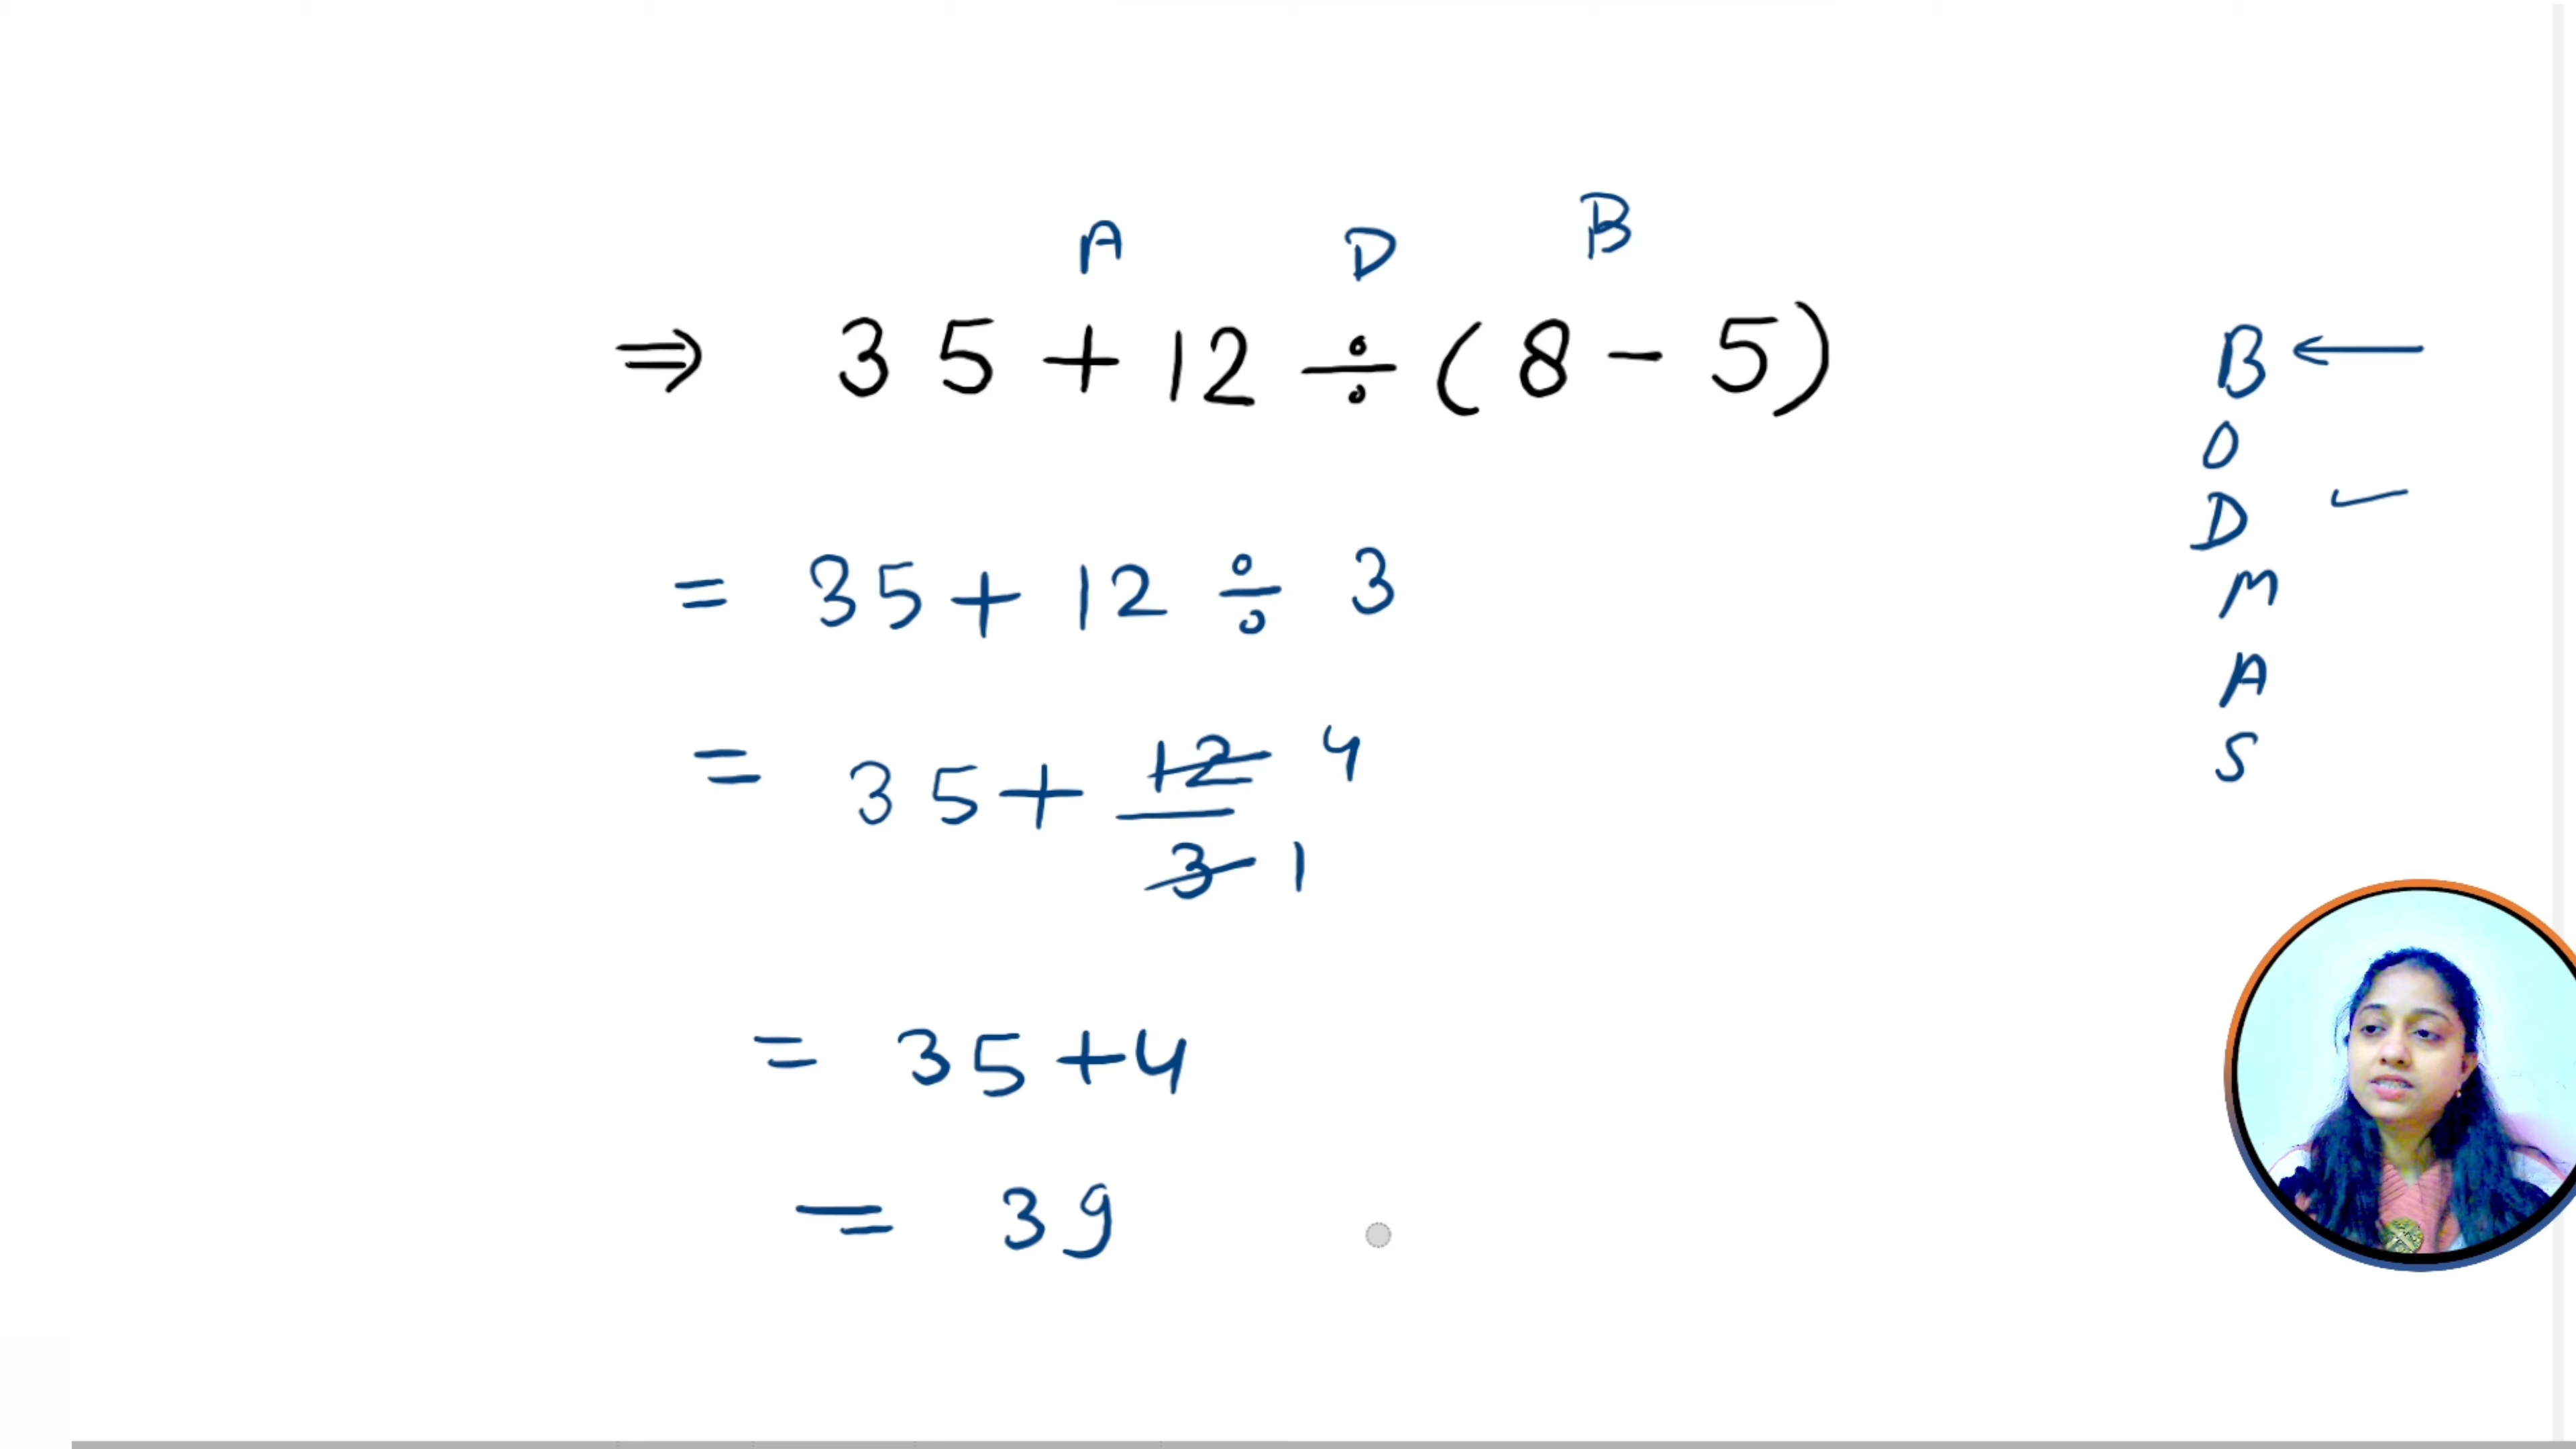 A D B
⇒ 35 + 12 ÷ (8 - 5)
= 35 + 12 ÷ 3
= 35 + 12 4
3 1
= 35 + 4
= 39
B ←
O
D ✓
M
A
S